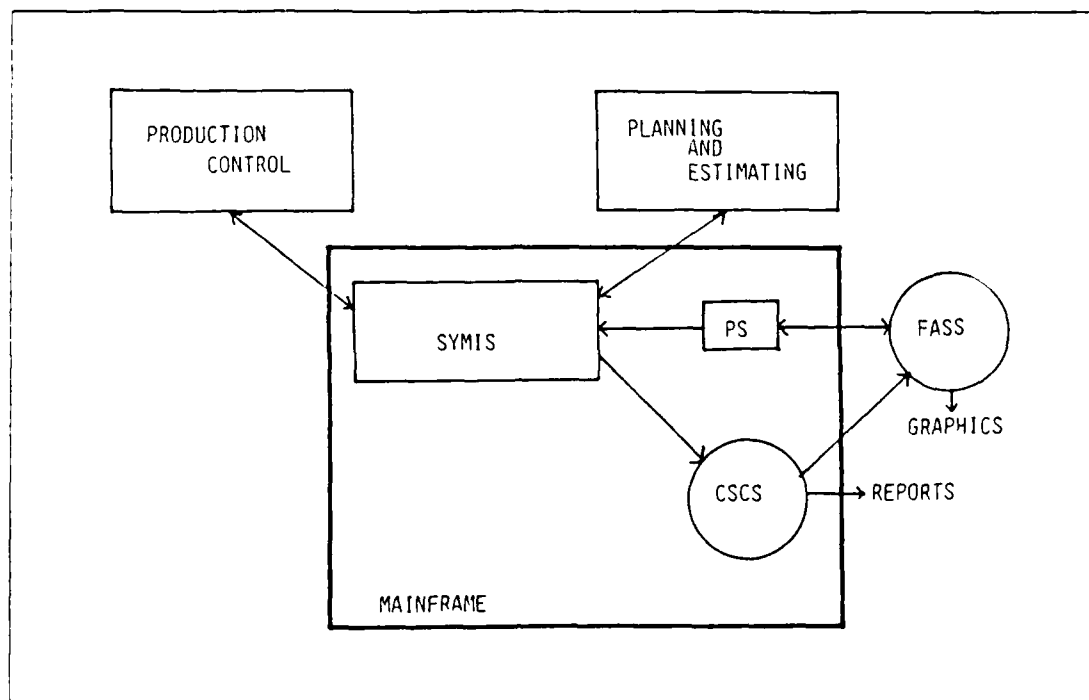 PRODUCTION
CONTROL
PLANNING
AND
ESTIMATING
SYMIS
PS
FASS
GRAPHICS
CSCS
REPORTS
MAINFRAME